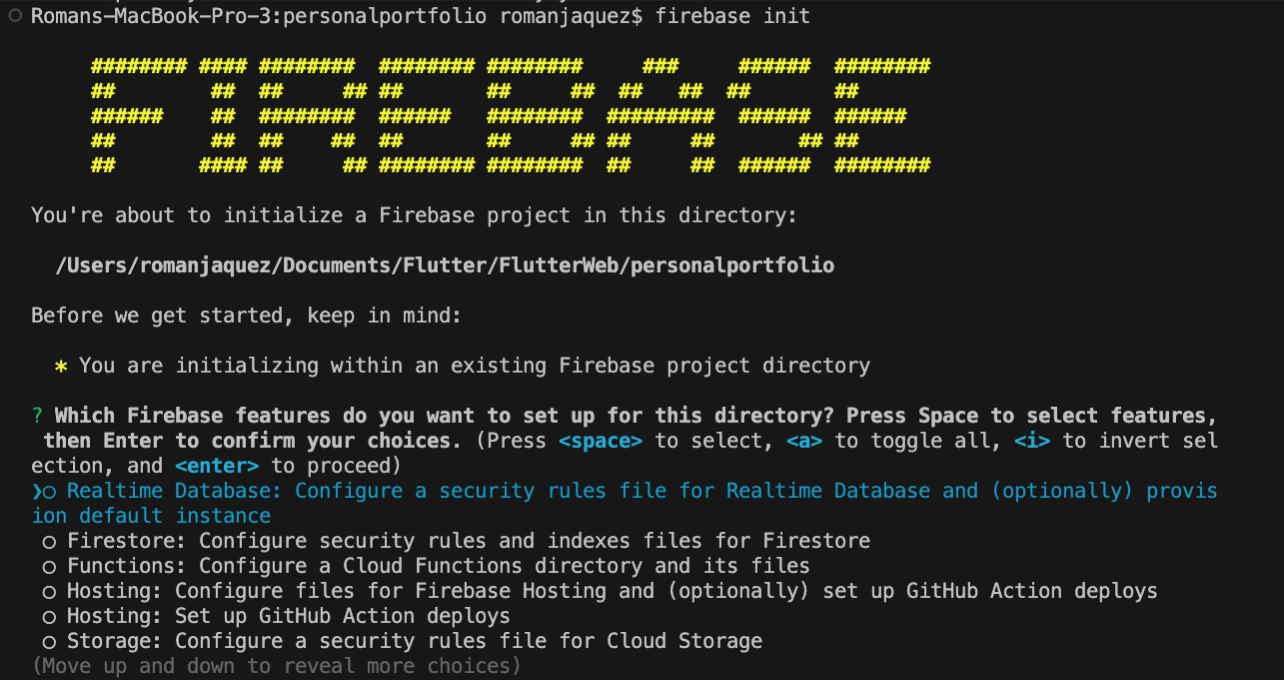 Romans-MacBook-Pro-3:personalportfolio romanjaquez$ firebase init
FIREBASE
You're about to initialize a Firebase project in this directory:
/Users/romanjaquez/Documents/Flutter/FlutterWeb/personalportfolio
Before we get started, keep in mind:
* You are initializing within an existing Firebase project directory
? Which Firebase features do you want to set up for this directory? Press Space to select features,
then Enter to confirm your choices. (Press <space> to select, <a> to toggle all, <i> to invert sel
ection, and <enter> to proceed)
❯○ Realtime Database: Configure a security rules file for Realtime Database and (optionally) provis
ion default instance
○ Firestore: Configure security rules and indexes files for Firestore
○ Functions: Configure a Cloud Functions directory and its files
○ Hosting: Configure files for Firebase Hosting and (optionally) set up GitHub Action deploys
○ Hosting: Set up GitHub Action deploys
○ Storage: Configure a security rules file for Cloud Storage
(Move up and down to reveal more choices)